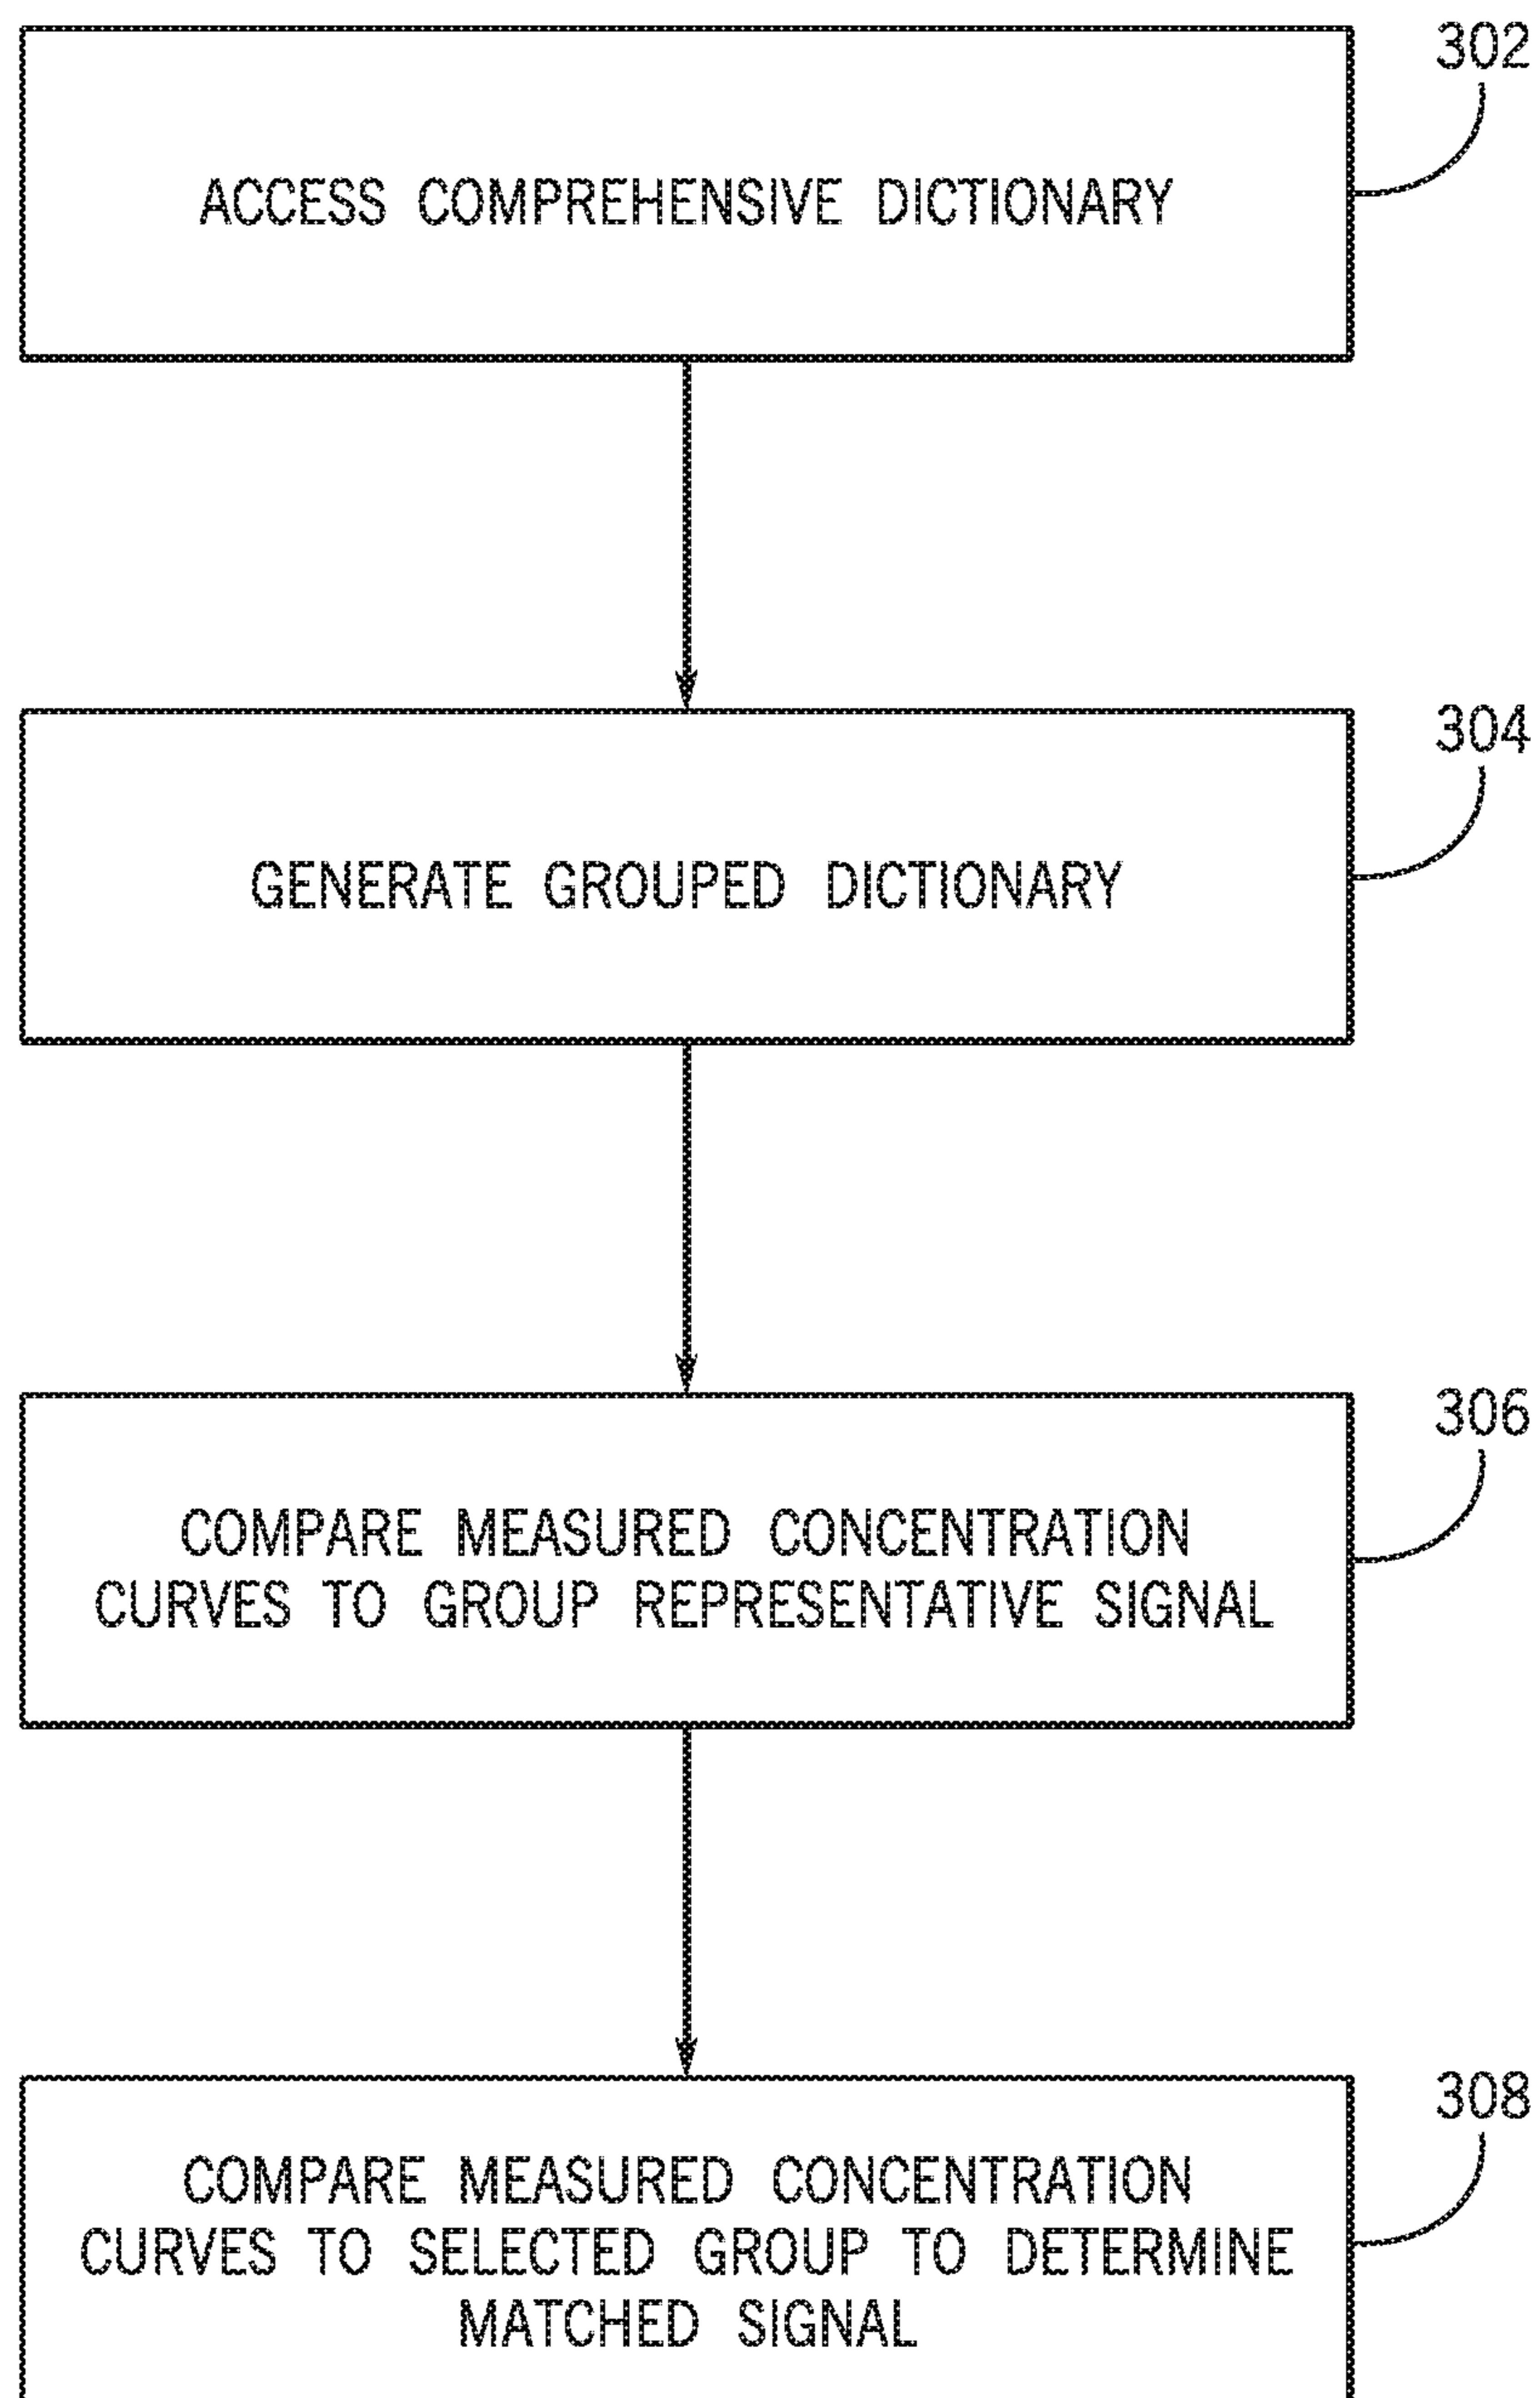 302
ACCESS COMPREHENSIVE DICTIONARY
304
GENERATE GROUPED DICTIONARY
306
COMPARE MEASURED CONCENTRATION
CURVES TO GROUP REPRESENTATIVE SIGNAL
308
COMPARE MEASURED CONCENTRATION
CURVES TO SELECTED GROUP TO DETERMINE
MATCHED SIGNAL